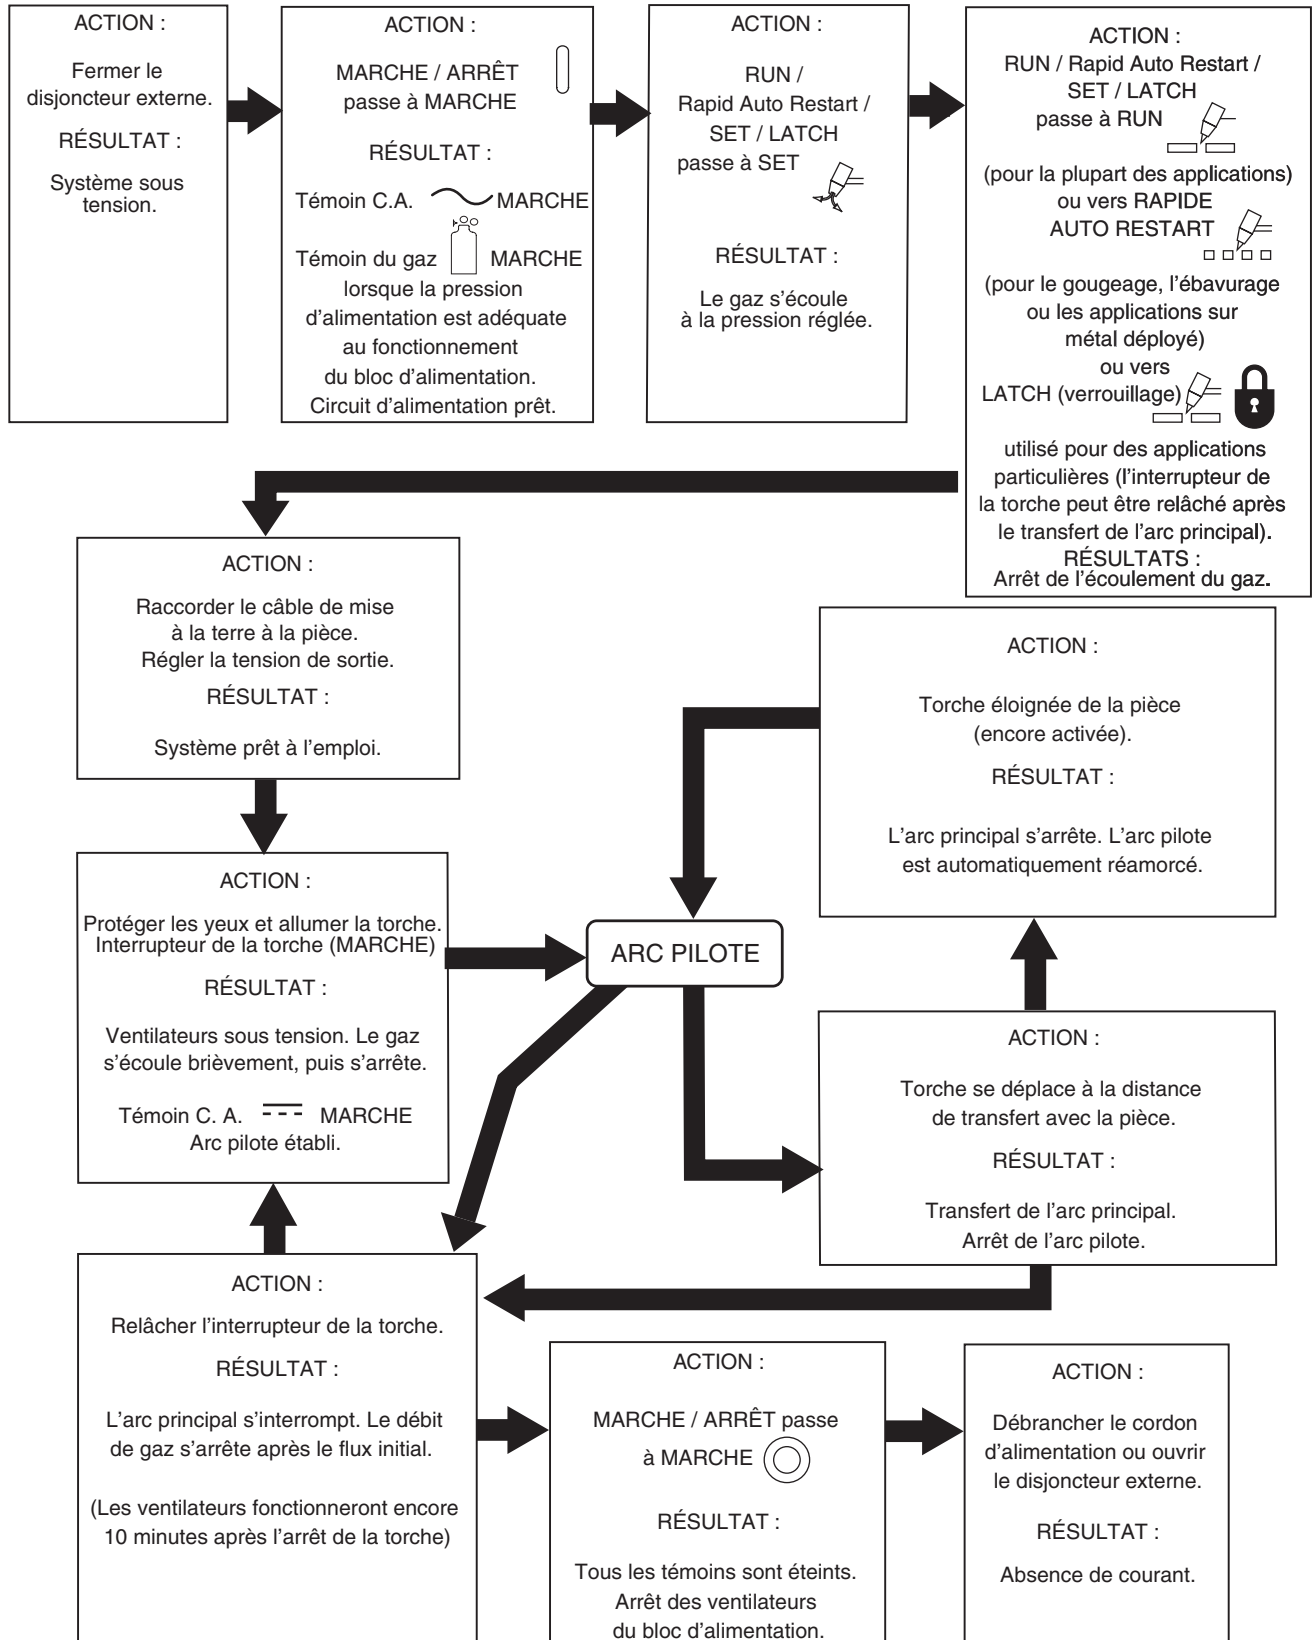 ACTION :
Fermer le
disjoncteur externe.
RÉSULTAT :
Système sous
tension.
ACTION :
MARCHE / ARRÊT
passe à MARCHE
RÉSULTAT :
Témoin C.A. MARCHE
Témoin du gaz MARCHE
lorsque la pression
d'alimentation est adéquate
au fonctionnement
du bloc d'alimentation.
Circuit d'alimentation prêt.
ACTION :
RUN /
Rapid Auto Restart /
SET / LATCH
passe à SET
RÉSULTAT :
Le gaz s'écoule
à la pression réglée.
ACTION :
RUN / Rapid Auto Restart /
SET / LATCH
passe à RUN
(pour la plupart des applications)
ou vers RAPIDE
AUTO RESTART
(pour le gougeage, l'ébavurage
ou les applications sur
métal déployé)
ou vers
LATCH (verrouillage)
utilisé pour des applications
particulières (l'interrupteur de
la torche peut être relâché après
le transfert de l'arc principal).
RÉSULTATS :
Arrêt de l'écoulement du gaz.
ACTION :
Raccorder le câble de mise
à la terre à la pièce.
Régler la tension de sortie.
RÉSULTAT :
Système prêt à l'emploi.
ACTION :
Torche éloignée de la pièce
(encore activée).
RÉSULTAT :
L'arc principal s'arrête. L'arc pilote
est automatiquement réamorcé.
ACTION :
Protéger les yeux et allumer la torche.
Interrupteur de la torche (MARCHE)
RÉSULTAT :
Ventilateurs sous tension. Le gaz
s'écoule brièvement, puis s'arrête.
Témoin C. A. MARCHE
Arc pilote établi.
ARC PILOTE
ACTION :
Torche se déplace à la distance
de transfert avec la pièce.
RÉSULTAT :
Transfert de l'arc principal.
Arrêt de l'arc pilote.
ACTION :
Relâcher l'interrupteur de la torche.
RÉSULTAT :
L'arc principal s'interrompt. Le débit
de gaz s'arrête après le flux initial.
(Les ventilateurs fonctionneront encore
10 minutes après l'arrêt de la torche)
ACTION :
MARCHE / ARRÊT passe
à MARCHE
RÉSULTAT :
Tous les témoins sont éteints.
Arrêt des ventilateurs
du bloc d'alimentation.
ACTION :
Débrancher le cordon
d'alimentation ou ouvrir
le disjoncteur externe.
RÉSULTAT :
Absence de courant.